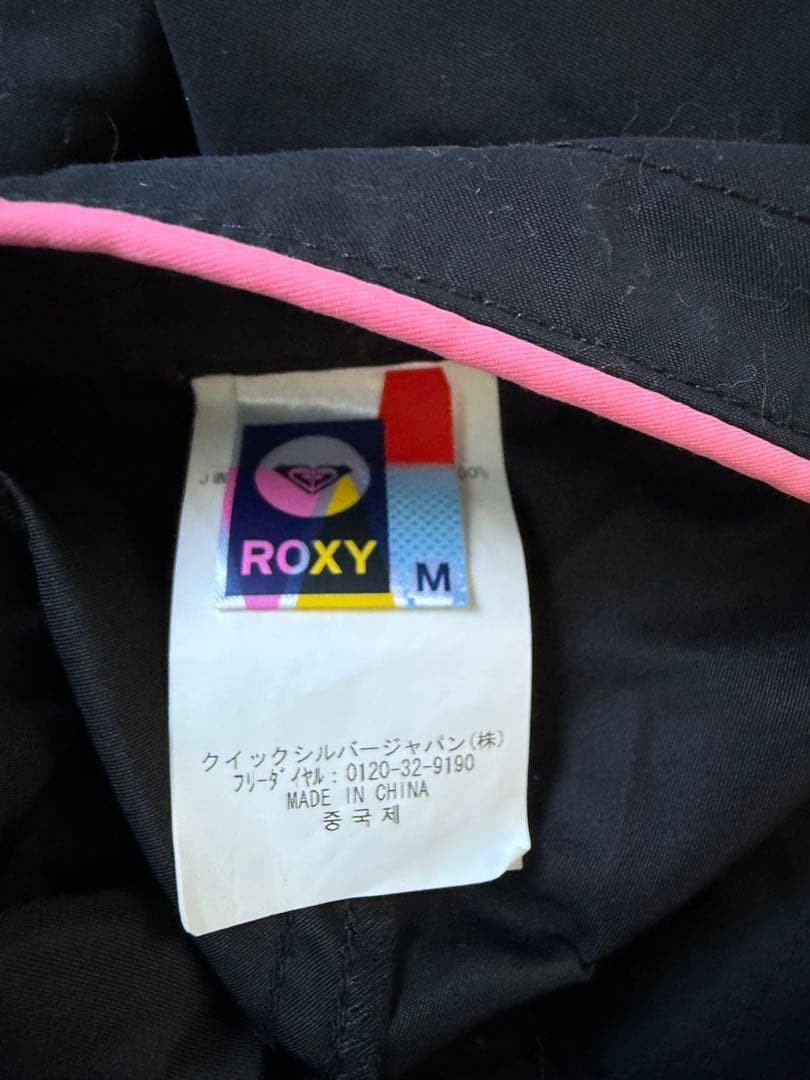 ROXY
M
クイックシルバージャパン(株)
フリーダイヤル:0120-32-9190
MADE IN CHINA
중국제